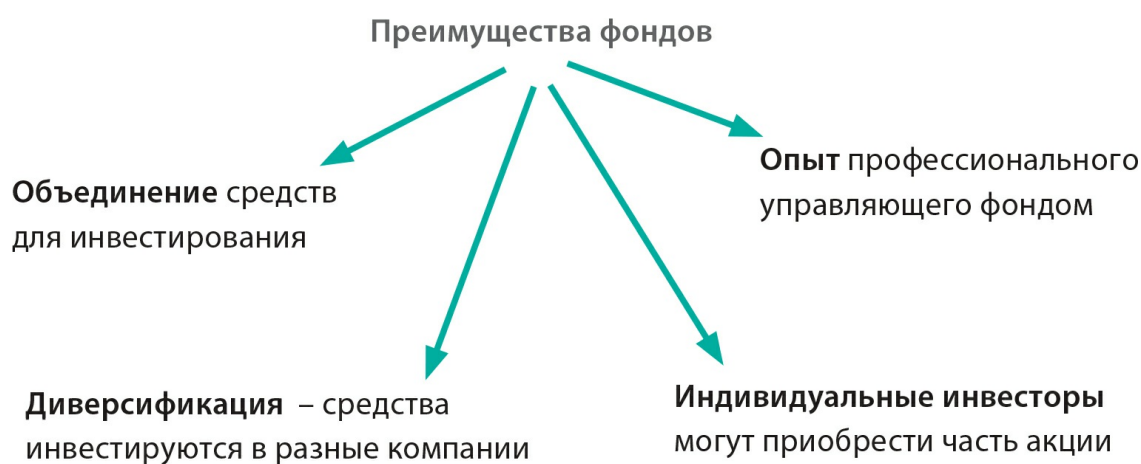 Преимущества фондов
Объединение средств
для инвестирования
Опыт профессионального
управляющего фондом
Диверсификация – средства
инвестируются в разные компании
Индивидуальные инвесторы
могут приобрести часть акции